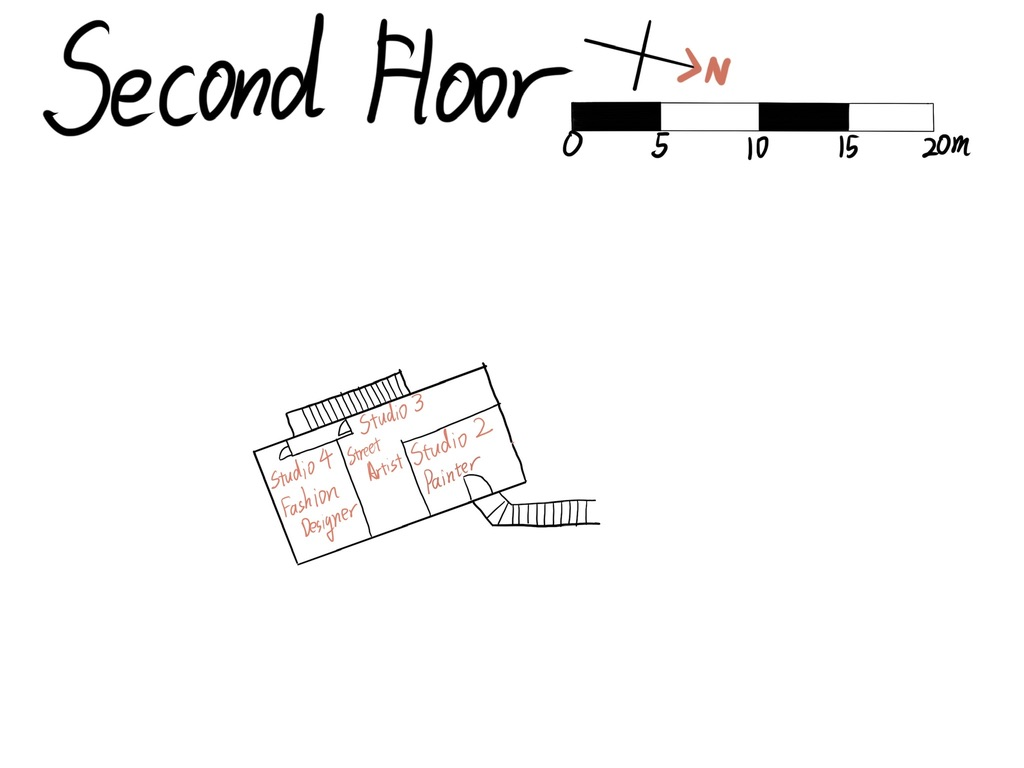 Second Floor
N
0 5 10 15 20m
Studio 3
Street
Artist
Studio 2
Painter
Studio 4
Fashion
Designer